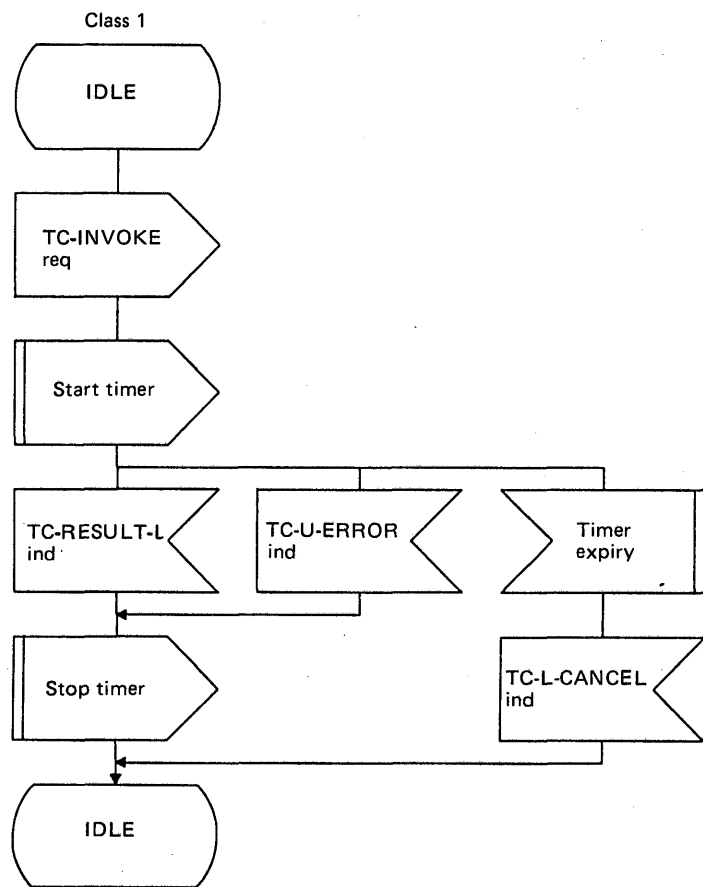 Class 1
IDLE
TC-INVOKE
req
Start timer
TC-RESULT-L
ind
TC-U-ERROR
ind
Timer
expiry
Stop timer
TC-L-CANCEL
ind
IDLE